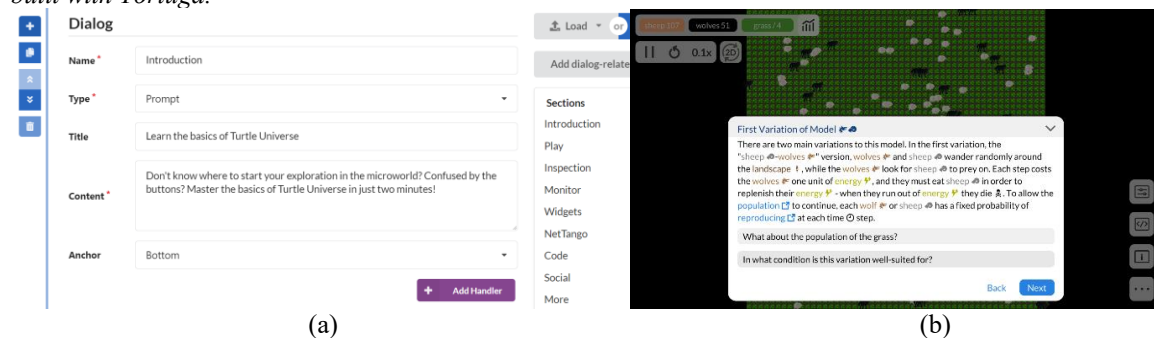 built with Tortuga.
Dialog
Name *
Introduction
Type *
Prompt
Title
Learn the basics of Turtle Universe
Content *
Don't know where to start your exploration in the microworld? Confused by the
buttons? Master the basics of Turtle Universe in just two minutes!
Anchor
Bottom
+ Add Handler
Load
or
Add dialog-relate
Sections
Introduction
Play
Inspection
Monitor
Widgets
NetTango
Code
Social
More
(a)
sheep 107
wolves 51
grass / 4
0.1x
2D
First Variation of Model
There are two main variations to this model. In the first variation, the
"sheep -wolves " version, wolves and sheep wander randomly around
the landscape , while the wolves look for sheep to prey on. Each step costs
the wolves one unit of energy , and they must eat sheep in order to
replenish their energy - when they run out of energy they die . To allow the
population to continue, each wolf or sheep has a fixed probability of
reproducing at each time step.
What about the population of the grass?
In what condition is this variation well-suited for?
Back
Next
(b)